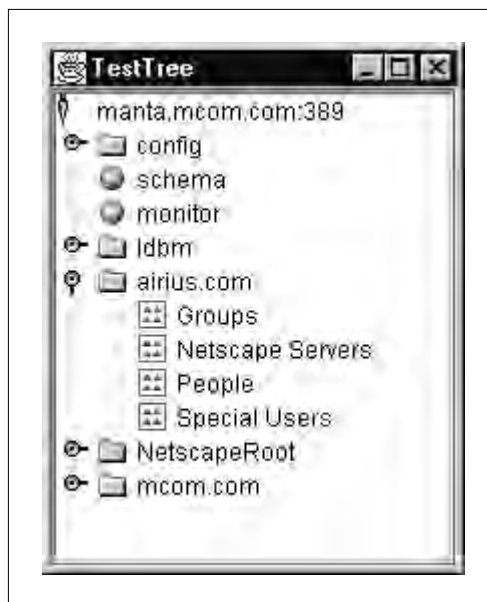 TestTree
manta.mcom.com:389
config
schema
monitor
ldbm
airius.com
Groups
Netscape Servers
People
Special Users
NetscapeRoot
mcom.com